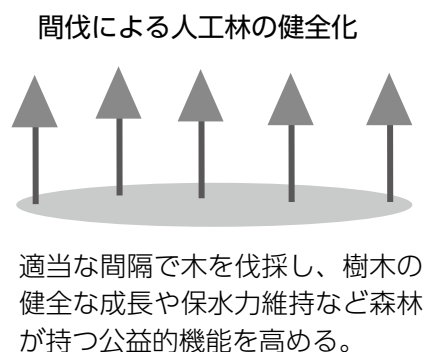 間伐による人工林の健全化
適当な間隔で木を伐採し、樹木の
健全な成長や保水力維持など森林
が持つ公益的機能を高める。